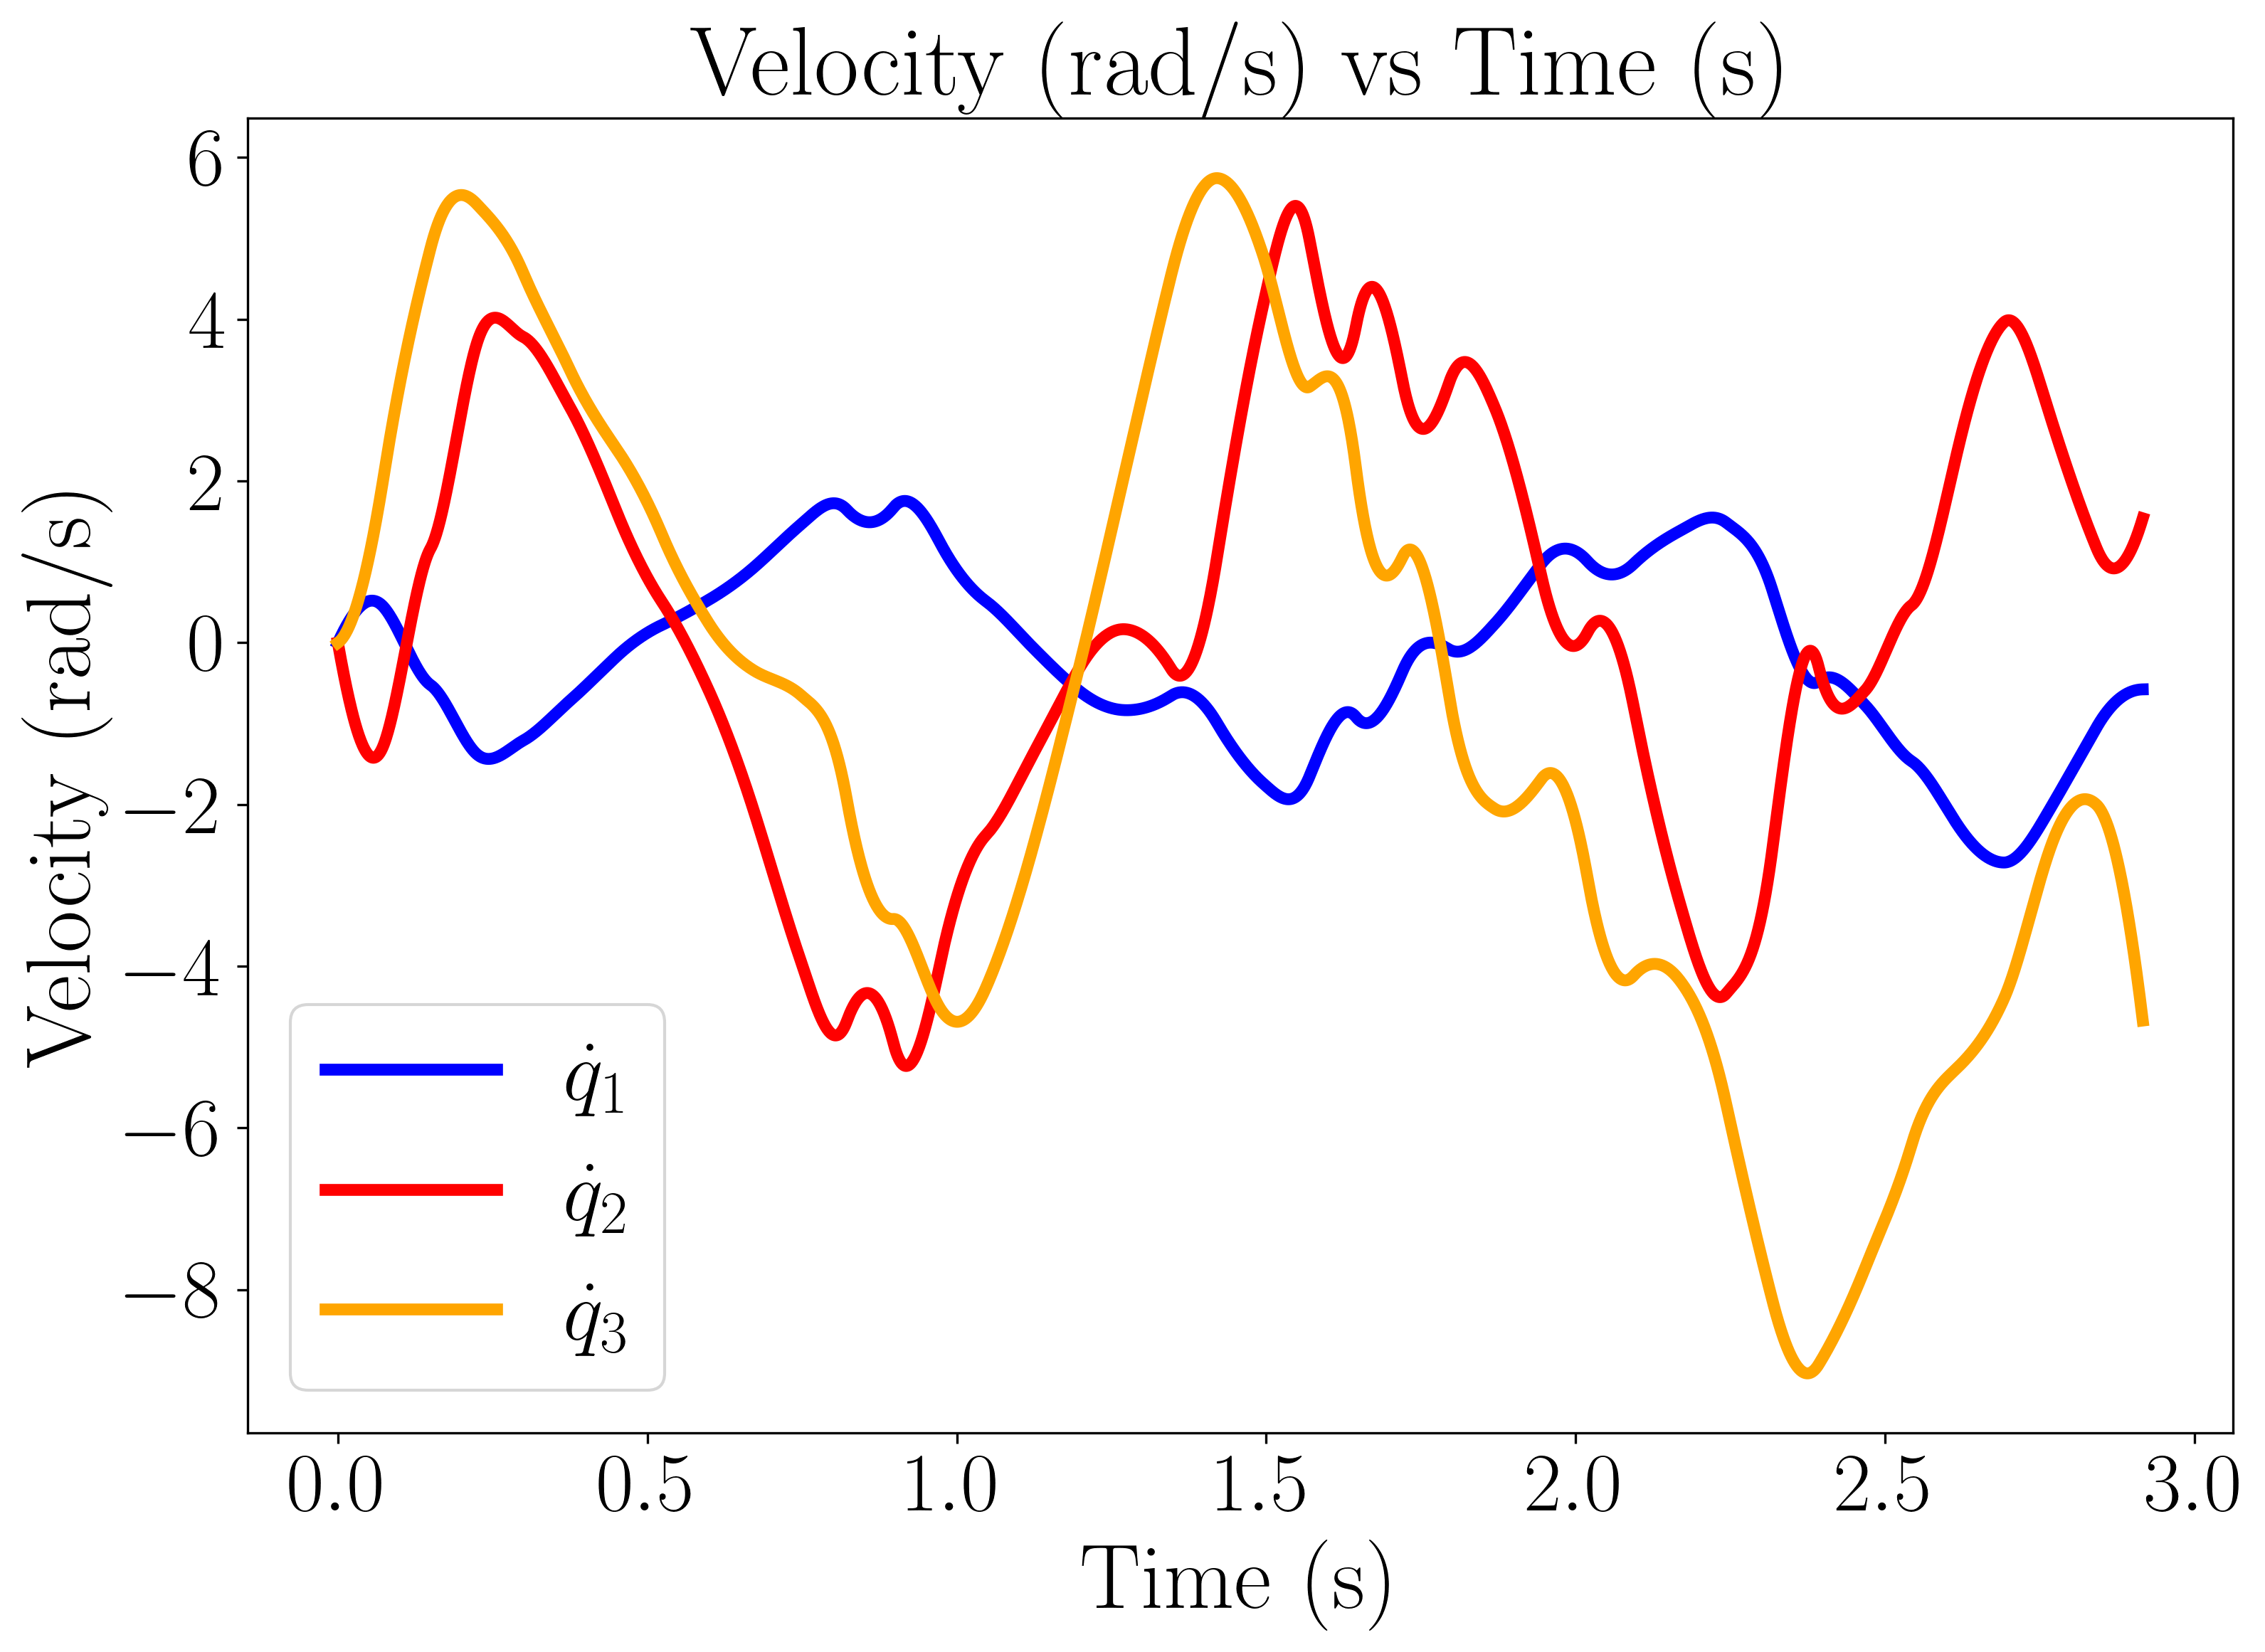 Velocity (rad/s) vs Time (s)
Velocity (rad/s)
6
4
2
0
−2
−4
−6
−8
q̇₁
q̇₂
q̇₃
0.0 0.5 1.0 1.5 2.0 2.5 3.0
Time (s)